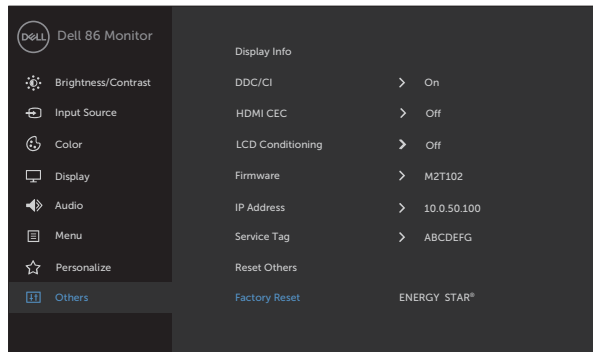 DELL
Dell 86 Monitor
Display Info
Brightness/Contrast
DDC/CI > On
Input Source
HDMI CEC > Off
Color
LCD Conditioning > Off
Display
Firmware > M2T102
Audio
IP Address > 10.0.50.100
Menu
Service Tag > ABCDEFG
Personalize
Reset Others
Others
Factory Reset ENERGY STAR®